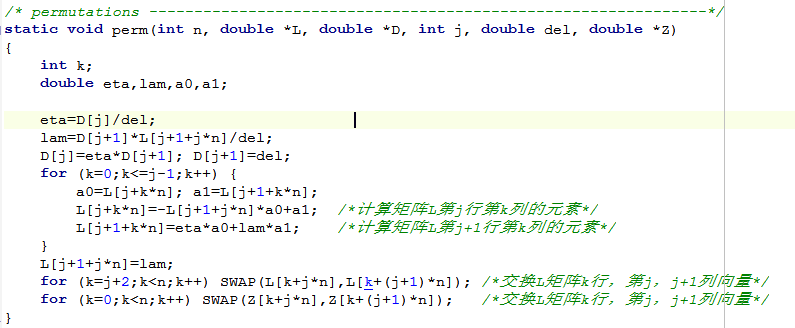 /* permutations --------------------------------------------------------------*/
static void perm(int n, double *L, double *D, int j, double del, double *Z)
{
    int k;
    double eta,lam,a0,a1;

    eta=D[j]/del;
    lam=D[j+1]*L[j+1+j*n]/del;
    D[j]=eta*D[j+1]; D[j+1]=del;
    for (k=0;k<=j-1;k++) {
        a0=L[j+k*n]; a1=L[j+1+k*n];
        L[j+k*n]=-L[j+1+j*n]*a0+a1;  /*计算矩阵L第j行第k列的元素*/
        L[j+1+k*n]=eta*a0+lam*a1;    /*计算矩阵L第j+1行第k列的元素*/
    }
    L[j+1+j*n]=lam;
    for (k=j+2;k<n;k++) SWAP(L[k+j*n],L[k+(j+1)*n]); /*交换L矩阵k行，第j，j+1列向量*/
    for (k=0;k<n;k++) SWAP(Z[k+j*n],Z[k+(j+1)*n]);   /*交换L矩阵k行，第j，j+1列向量*/
}